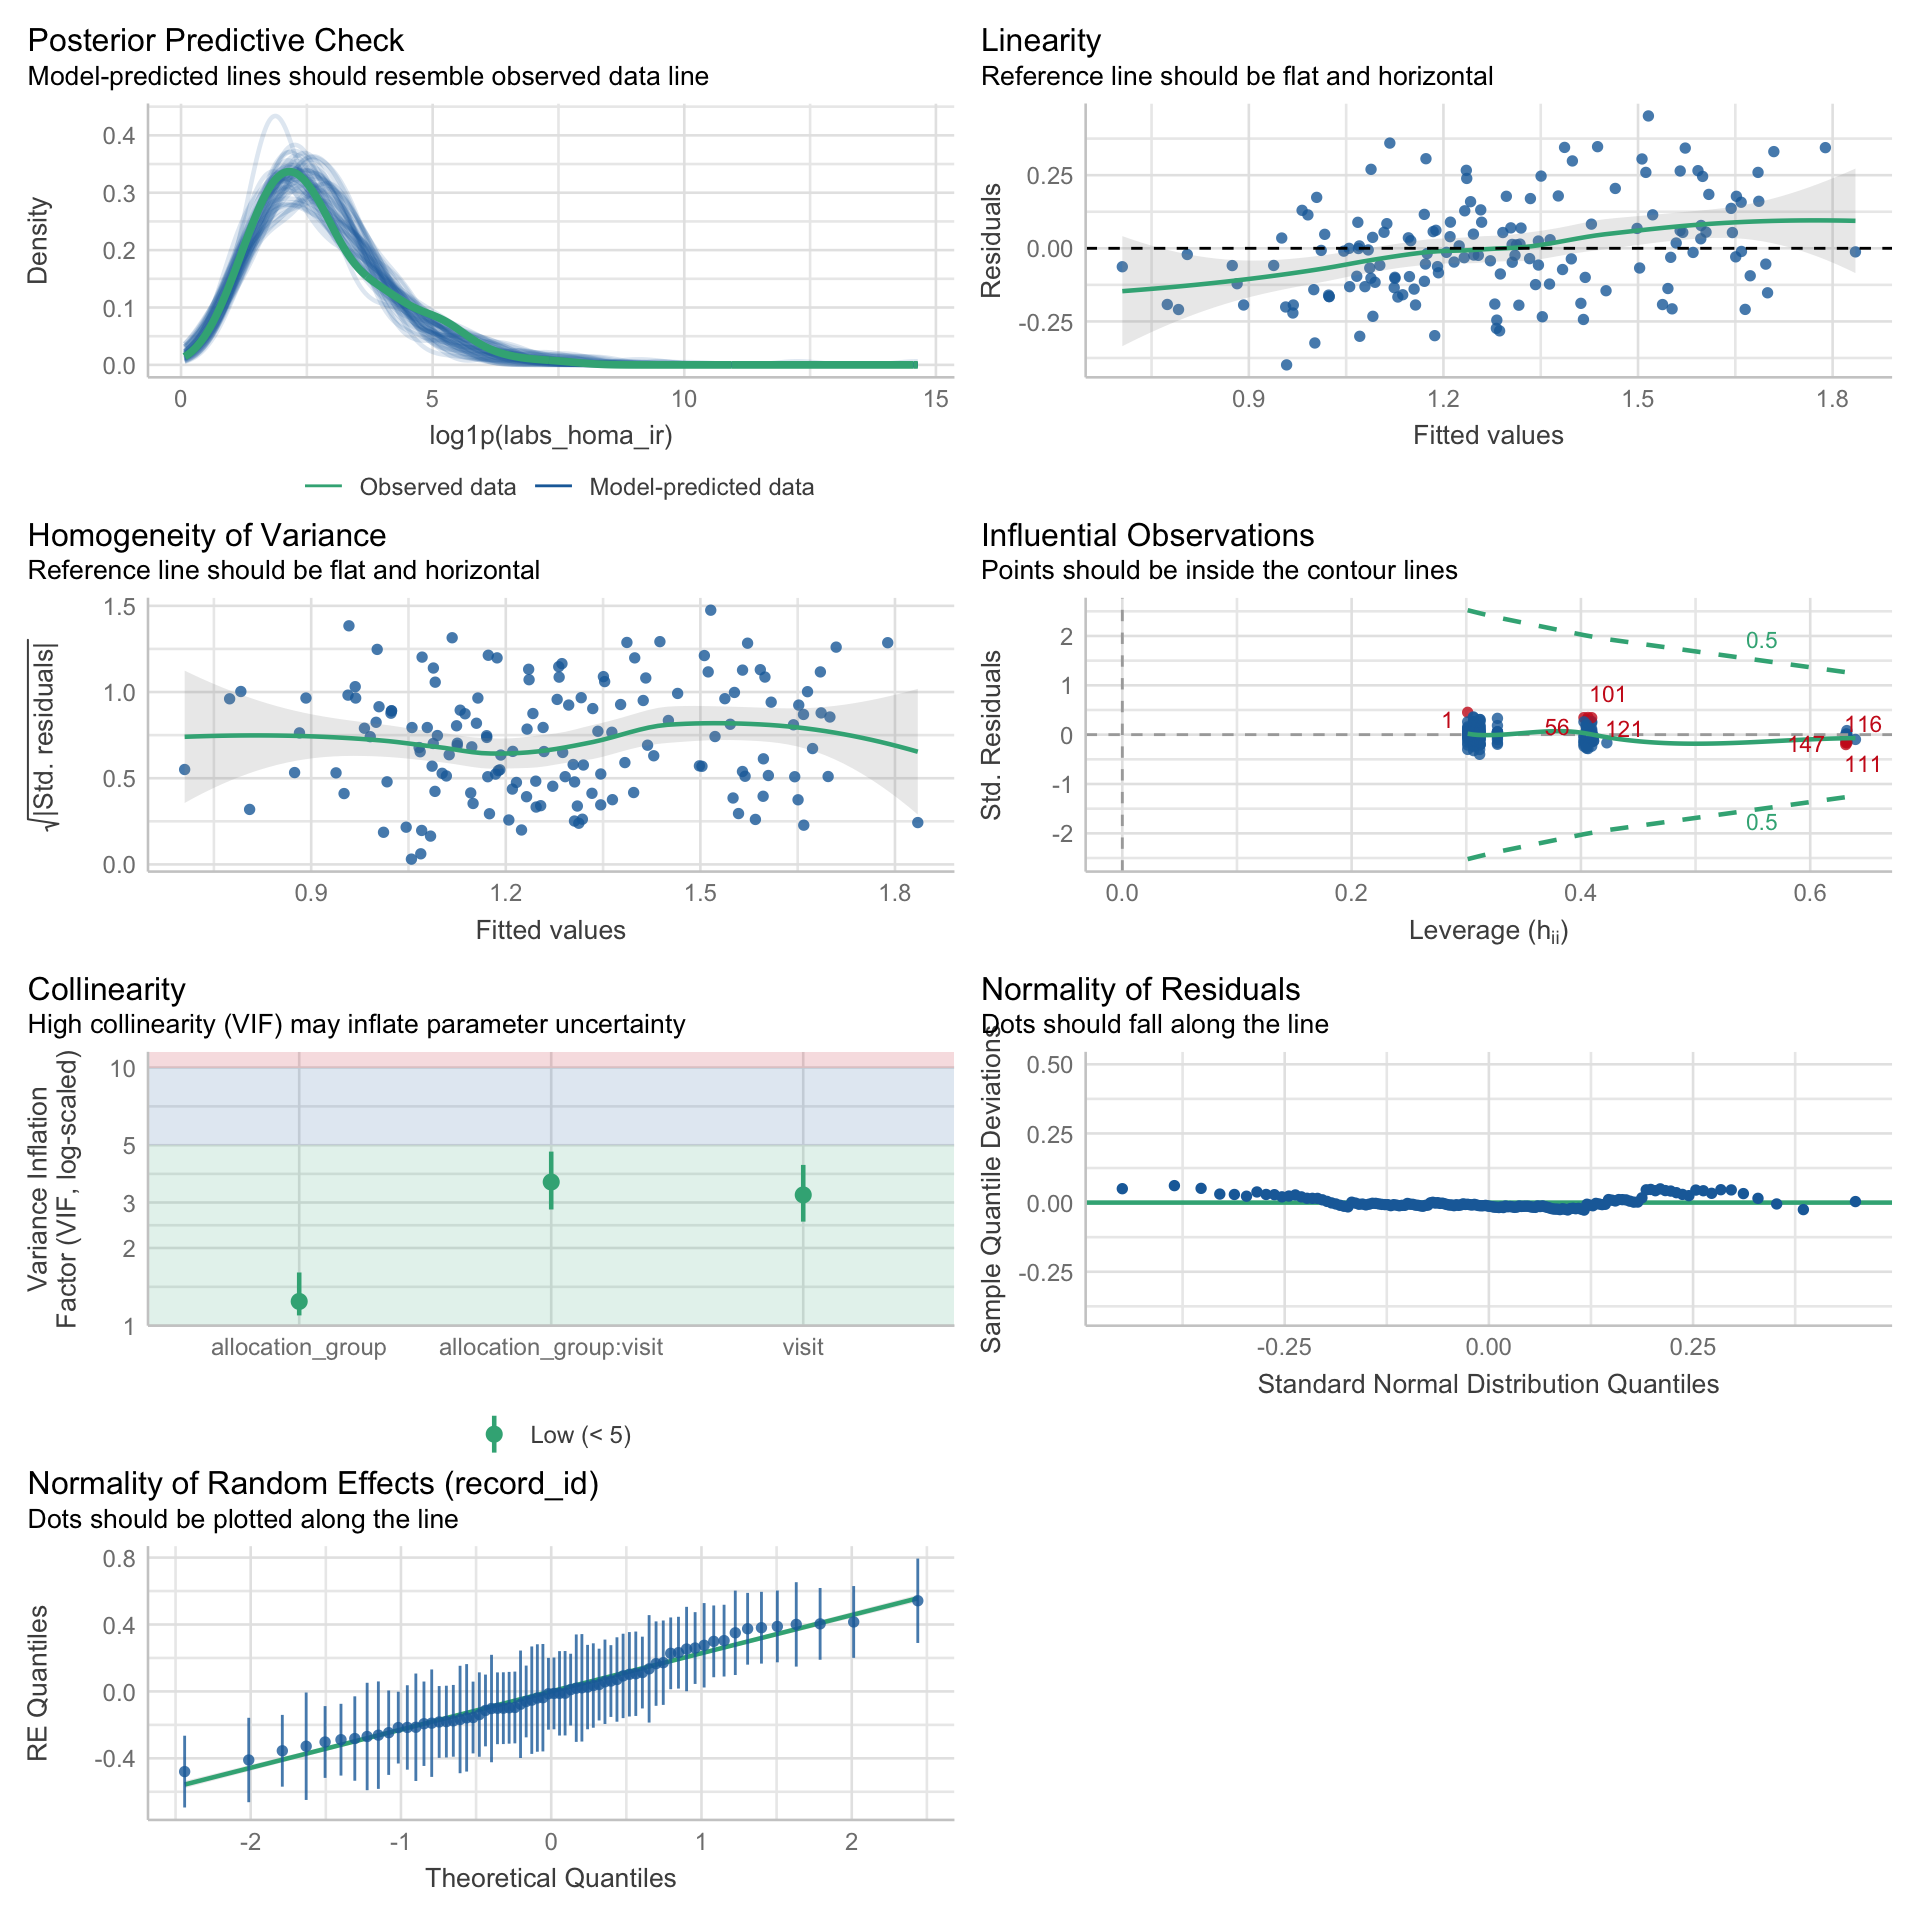 Posterior Predictive Check
Model-predicted lines should resemble observed data line
Density
0.4
0.3
0.2
0.1
0.0
0
5
10
15
log1p(labs_homa_ir)
Observed data
Model-predicted data
Linearity
Reference line should be flat and horizontal
Residuals
0.25
0.00
-0.25
0.9
1.2
1.5
1.8
Fitted values
Homogeneity of Variance
Reference line should be flat and horizontal
√|Std. residuals|
1.5
1.0
0.5
0.0
0.9
1.2
1.5
1.8
Fitted values
Influential Observations
Points should be inside the contour lines
Std. Residuals
2
1
0
-1
-2
0.5
101
1
56
121
116
147
111
0.5
0.0
0.2
0.4
0.6
Leverage (hii)
Collinearity
High collinearity (VIF) may inflate parameter uncertainty
Variance Inflation
Factor (VIF, log-scaled)
10
5
3
2
1
allocation_group
allocation_group:visit
visit
Low (< 5)
Normality of Residuals
Dots should fall along the line
Sample Quantile Deviations
0.50
0.25
0.00
-0.25
-0.25
0.00
0.25
Standard Normal Distribution Quantiles
Normality of Random Effects (record_id)
Dots should be plotted along the line
RE Quantiles
0.8
0.4
0.0
-0.4
-2
-1
0
1
2
Theoretical Quantiles